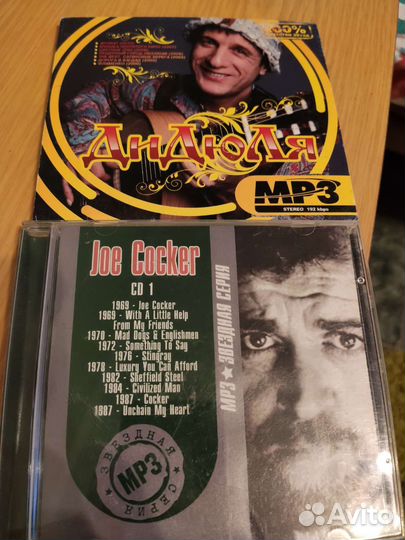 ДиДюЛя
MP3
STEREO 192 kbps
Joe Cocker
CD 1
1969 - Joe Cocker
1969 - With A Little Help
From My Friends
1970 - Mad Dogs & Englishmen
1972 - Something To Say
1976 - Stingray
1978 - Luxury You Can Afford
1982 - Sheffield Steel
1984 - Civilized Man
1987 - Cocker
1987 - Unchain My Heart
MP3 ★ ЗВЕЗДНАЯ СЕРИЯ
ЗВЕЗДНАЯ
MP3
СЕРИЯ
Avito